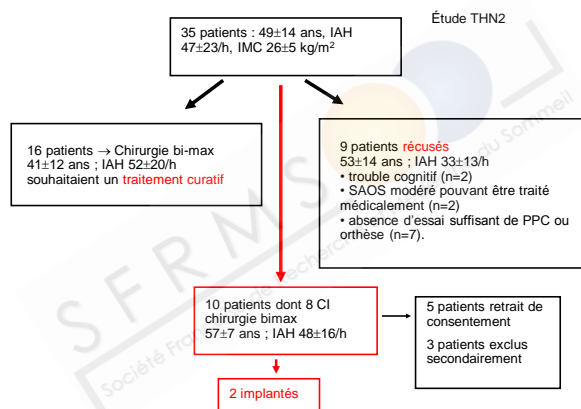 Étude THN2
35 patients : 49±14 ans, IAH
47±23/h, IMC 26±5 kg/m²
16 patients → Chirurgie bi-max
41±12 ans ; IAH 52±20/h
souhaitaient un traitement curatif
9 patients récusés
53±14 ans ; IAH 33±13/h
• trouble cognitif (n=2)
• SAOS modéré pouvant être traité
médicalement (n=2)
• absence d'essai suffisant de PPC ou
orthèse (n=7).
10 patients dont 8 CI
chirurgie bimax
57±7 ans ; IAH 48±16/h
5 patients retrait de
consentement
3 patients exclus
secondairement
2 implantés
SFRMS
Société Française de Recherche du Sommeil